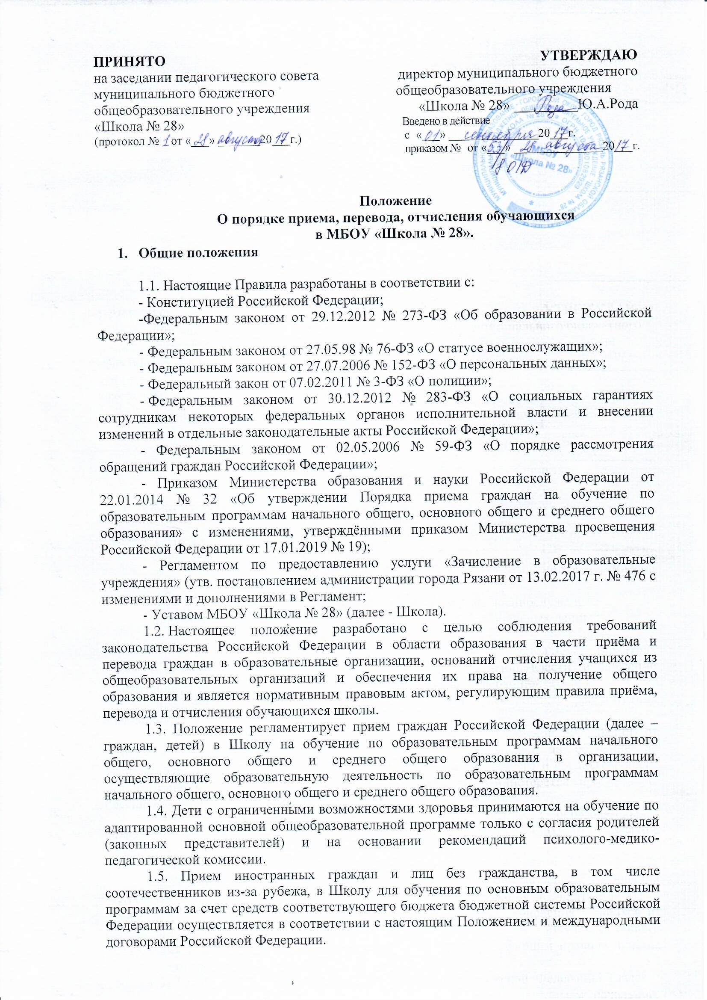 ПРИНЯТО
на заседании педагогического совета
муниципального бюджетного
общеобразовательного учреждения
«Школа № 28»
(протокол № 1 от «28» августа 2017 г.)
УТВЕРЖДАЮ
директор муниципального бюджетного
общеобразовательного учреждения
«Школа № 28» Рода Ю.А.Рода
Введено в действие
с «01» сентября 2017 г.
приказом № от «53» 28 августа 2017 г.
/8 О/Д
МБОУ
«Школа № 28»
Положение
О порядке приема, перевода, отчисления обучающихся
в МБОУ «Школа № 28».
1. Общие положения
1.1. Настоящие Правила разработаны в соответствии с:
- Конституцией Российской Федерации;
-Федеральным законом от 29.12.2012 № 273-ФЗ «Об образовании в Российской
Федерации»;
- Федеральным законом от 27.05.98 № 76-ФЗ «О статусе военнослужащих»;
- Федеральным законом от 27.07.2006 № 152-ФЗ «О персональных данных»;
- Федеральный закон от 07.02.2011 № 3-ФЗ «О полиции»;
- Федеральным законом от 30.12.2012 № 283-ФЗ «О социальных гарантиях
сотрудникам некоторых федеральных органов исполнительной власти и внесении
изменений в отдельные законодательные акты Российской Федерации»;
- Федеральным законом от 02.05.2006 № 59-ФЗ «О порядке рассмотрения
обращений граждан Российской Федерации»;
- Приказом Министерства образования и науки Российской Федерации от
22.01.2014 № 32 «Об утверждении Порядка приема граждан на обучение по
образовательным программам начального общего, основного общего и среднего общего
образования» с изменениями, утверждёнными приказом Министерства просвещения
Российской Федерации от 17.01.2019 № 19);
- Регламентом по предоставлению услуги «Зачисление в образовательные
учреждения» (утв. постановлением администрации города Рязани от 13.02.2017 г. № 476 с
изменениями и дополнениями в Регламент;
- Уставом МБОУ «Школа № 28» (далее - Школа).
1.2. Настоящее положение разработано с целью соблюдения требований
законодательства Российской Федерации в области образования в части приёма и
перевода граждан в образовательные организации, оснований отчисления учащихся из
общеобразовательных организаций и обеспечения их права на получение общего
образования и является нормативным правовым актом, регулирующим правила приёма,
перевода и отчисления обучающихся школы.
1.3. Положение регламентирует прием граждан Российской Федерации (далее –
граждан, детей) в Школу на обучение по образовательным программам начального
общего, основного общего и среднего общего образования в организации,
осуществляющие образовательную деятельность по образовательным программам
начального общего, основного общего и среднего общего образования.
1.4. Дети с ограниченными возможностями здоровья принимаются на обучение по
адаптированной основной общеобразовательной программе только с согласия родителей
(законных представителей) и на основании рекомендаций психолого-медико-
педагогической комиссии.
1.5. Прием иностранных граждан и лиц без гражданства, в том числе
соотечественников из-за рубежа, в Школу для обучения по основным образовательным
программам за счет средств соответствующего бюджета бюджетной системы Российской
Федерации осуществляется в соответствии с настоящим Положением и международными
договорами Российской Федерации.